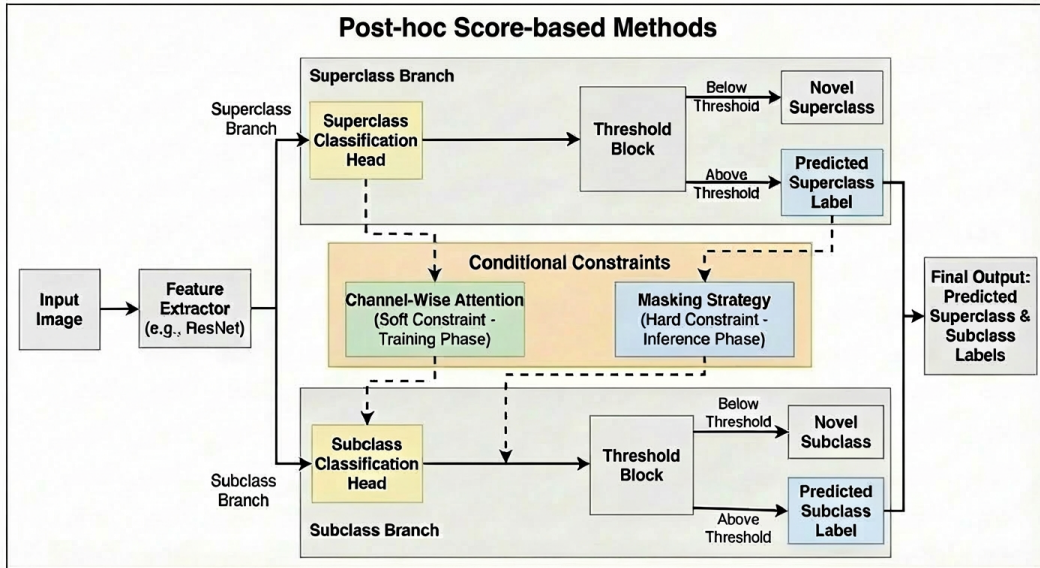 Post-hoc Score-based Methods
Superclass Branch
Superclass
Branch
Superclass
Classification
Head
Threshold
Block
Below
Threshold
Novel
Superclass
Above
Threshold
Predicted
Superclass
Label
Conditional Constraints
Input
Image
Feature
Extractor
(e.g., ResNet)
Channel-Wise Attention
(Soft Constraint -
Training Phase)
Masking Strategy
(Hard Constraint -
Inference Phase)
Final Output:
Predicted
Superclass &
Subclass
Labels
Subclass
Branch
Subclass
Classification
Head
Threshold
Block
Below
Threshold
Novel
Subclass
Above
Threshold
Predicted
Subclass
Label
Subclass Branch